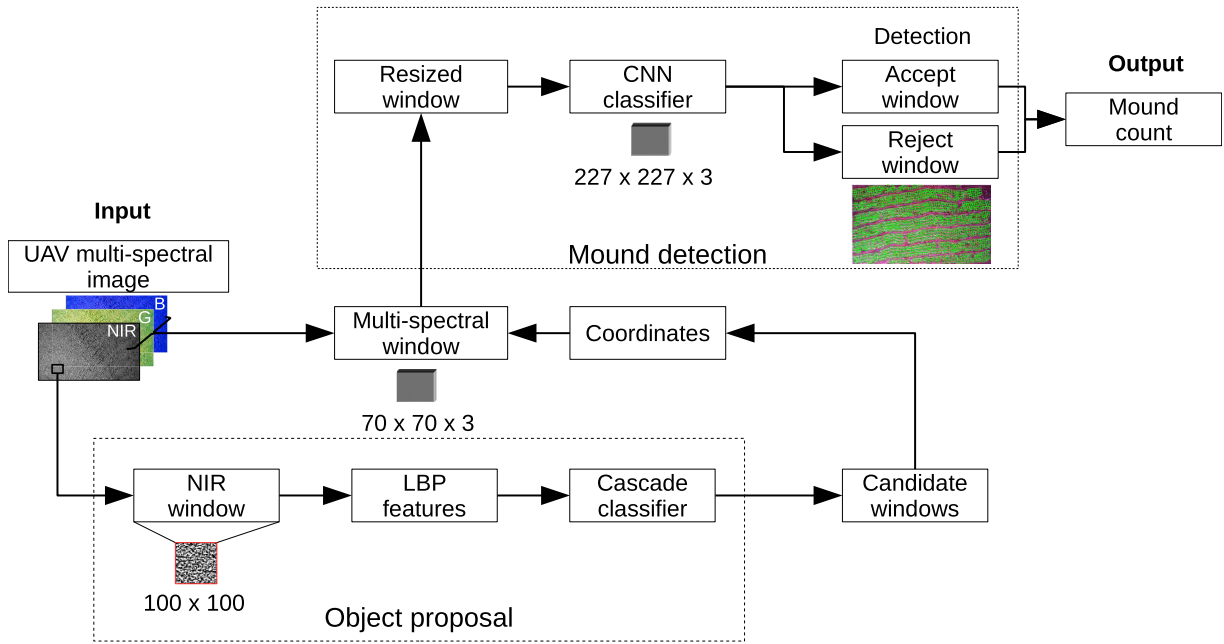 Input
UAV multi-spectral
image
B
G
NIR
Resized
window
CNN
classifier
227 x 227 x 3
Detection
Accept
window
Reject
window
Mound detection
Output
Mound
count
Multi-spectral
window
70 x 70 x 3
Coordinates
NIR
window
100 x 100
LBP
features
Cascade
classifier
Object proposal
Candidate
windows